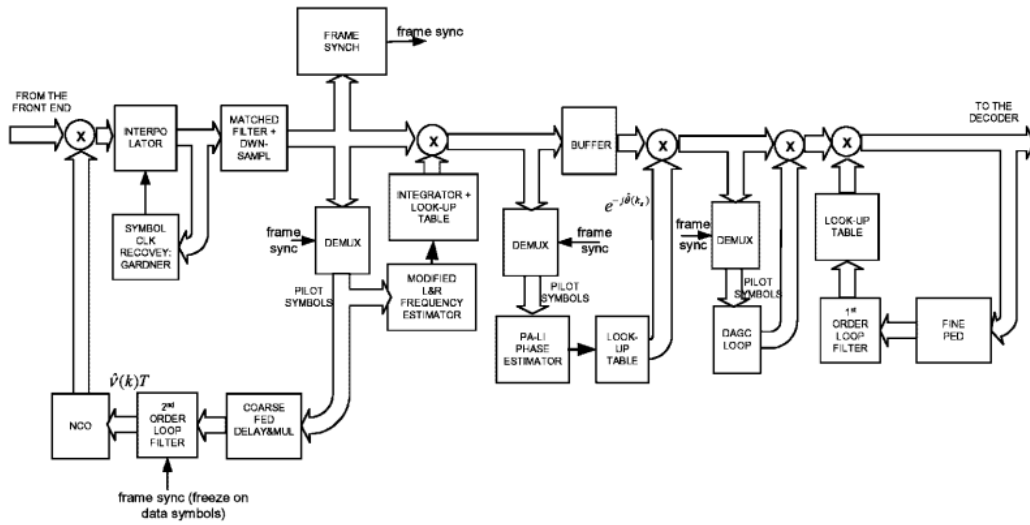 FRAME
SYNCH
frame sync
FROM THE
FRONT END
X
INTERPO
LATOR
MATCHED
FILTER +
DWN-
SAMPL
X
BUFFER
X
X
X
TO THE
DECODER
SYMBOL
CLK
RECOVEY:
GARDNER
frame
sync
DEMUX
INTEGRATOR +
LOOK-UP
TABLE
DEMUX
frame
sync
e^{-jθ̂(k_s)}
frame
sync
DEMUX
LOOK-UP
TABLE
PILOT
SYMBOLS
MODIFIED
L&R
FREQUENCY
ESTIMATOR
PILOT
SYMBOLS
PA-LI
PHASE
ESTIMATOR
LOOK-
UP
TABLE
PILOT
SYMBOLS
DAGC
LOOP
1st
ORDER
LOOP
FILTER
FINE
PED
ν̂(k)T
NCO
2nd
ORDER
LOOP
FILTER
COARSE
FED
DELAY&MUL
frame sync (freeze on
data symbols)